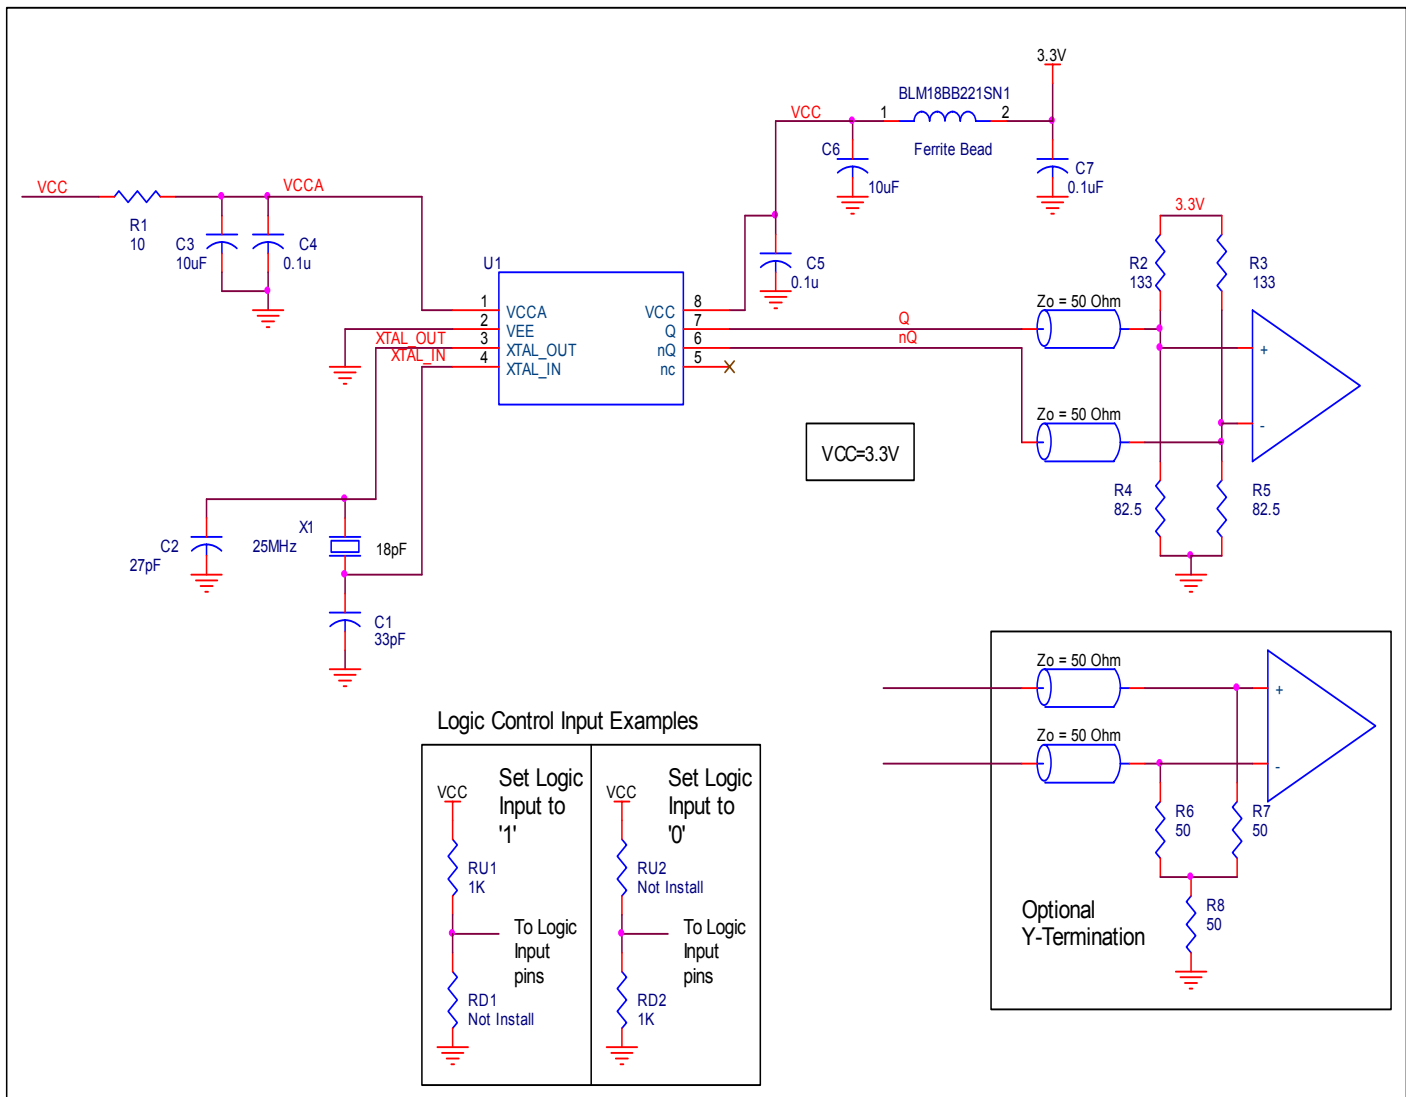 3.3V
BLM18BB221SN1
VCC
1
2
C6
10uF
Ferrite Bead
C7
0.1uF
VCC
VCCA
R1
10
C3
10uF
C4
0.1u
3.3V
R2
133
R3
133
C5
0.1u
U1
1
VCCA
2
VEE
3
XTAL_OUT
4
XTAL_IN
XTAL_OUT
XTAL_IN
VCC
8
Q
7
nQ
6
nc
5
Q
nQ
Zo = 50 Ohm
+
Zo = 50 Ohm
-
VCC=3.3V
R4
82.5
R5
82.5
C2
27pF
X1
25MHz
18pF
C1
33pF
Zo = 50 Ohm
+
Zo = 50 Ohm
-
R6
50
R7
50
R8
50
Optional
Y-Termination
Logic Control Input Examples
Set Logic
Input to
'1'
VCC
RU1
1K
To Logic
Input
pins
RD1
Not Install
Set Logic
Input to
'0'
VCC
RU2
Not Install
To Logic
Input
pins
RD2
1K